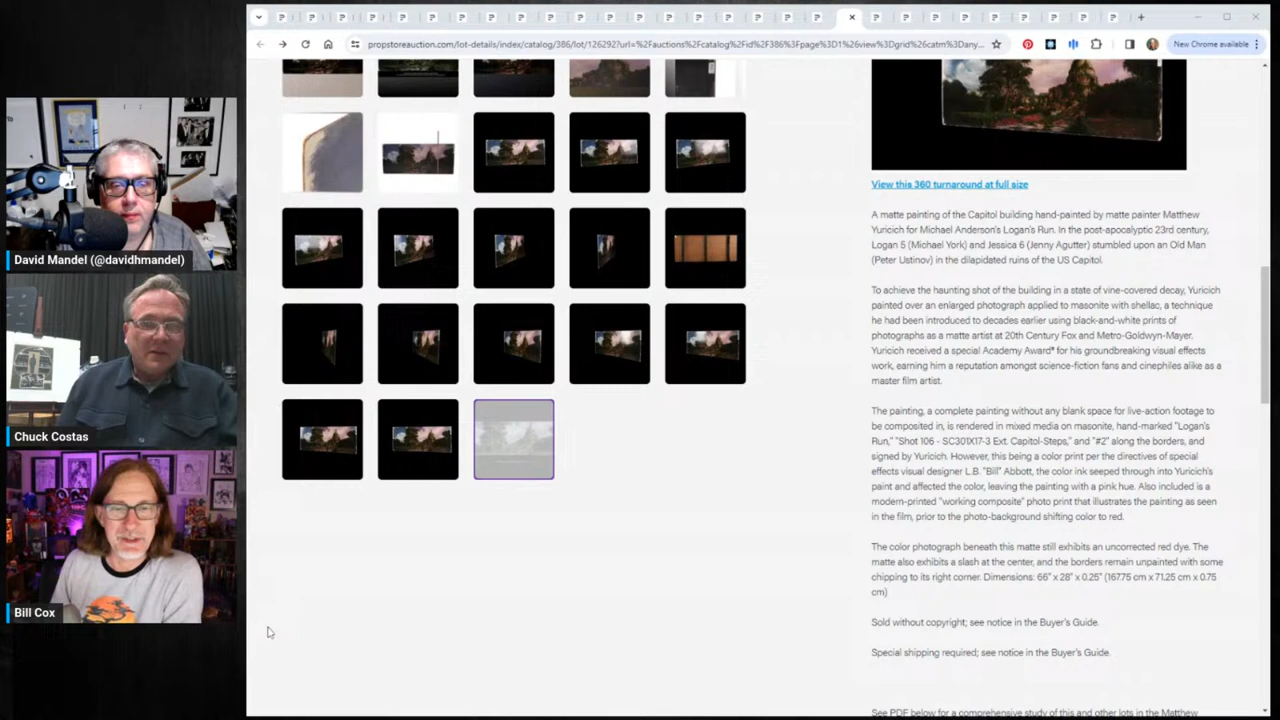 New Chrome available
propstoreauction.com/lot-details/index/catalog/386/lot/126292?url=%2Fauctions%2Fcatalog%2Fid%2F386%3Fpage%3D1%26view%3Dgrid%26catm%3Dany...
View this 360 turnaround at full size
A matte painting of the Capitol building hand-painted by matte painter Matthew
Yuricich for Michael Anderson's Logan's Run. In the post-apocalyptic 23rd century,
Logan 5 (Michael York) and Jessica 6 (Jenny Agutter) stumbled upon an Old Man
(Peter Ustinov) in the dilapidated ruins of the US Capitol.
To achieve the haunting shot of the building in a state of vine-covered decay, Yuricich
painted over an enlarged photograph applied to masonite with shellac, a technique
he had been introduced to decades earlier using black-and-white prints of
photographs as a matte artist at 20th Century Fox and Metro-Goldwyn-Mayer.
Yuricich received a special Academy Award® for his groundbreaking visual effects
work, earning him a reputation amongst science-fiction fans and cinephiles alike as a
master film artist.
The painting, a complete painting without any blank space for live-action footage to
be composited in, is rendered in mixed media on masonite, hand-marked "Logan's
Run," "Shot 106 - SC301X17-3 Ext. Capitol-Steps," and "#2" along the borders, and
signed by Yuricich. However, this being a color print per the directives of special
effects visual designer L.B. "Bill" Abbott, the color ink seeped through into Yuricich's
paint and affected the color, leaving the painting with a pink hue. Also included is a
modern-printed "working composite" photo print that illustrates the painting as seen
in the film, prior to the photo-background shifting color to red.
The color photograph beneath this matte still exhibits an uncorrected red dye. The
matte also exhibits a slash at the center, and the borders remain unpainted with some
chipping to its right corner. Dimensions: 66" x 28" x 0.25" (167.75 cm x 71.25 cm x 0.75
cm)
Sold without copyright; see notice in the Buyer's Guide.
Special shipping required; see notice in the Buyer's Guide.
See PDF below for a comprehensive study of this and other lots in the Matthew
David Mandel (@davidhmandel)
Chuck Costas
Bill Cox